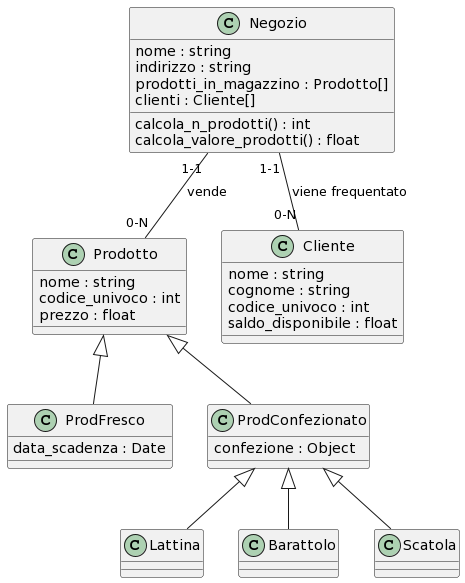 C Negozio
nome : string
indirizzo : string
prodotti_in_magazzino : Prodotto[]
clienti : Cliente[]
calcola_n_prodotti() : int
calcola_valore_prodotti() : float
1-1
1-1
vende
viene frequentato
0-N
0-N
C Prodotto
nome : string
codice_univoco : int
prezzo : float
C Cliente
nome : string
cognome : string
codice_univoco : int
saldo_disponibile : float
C ProdFresco
data_scadenza : Date
C ProdConfezionato
confezione : Object
C Lattina
C Barattolo
C Scatola